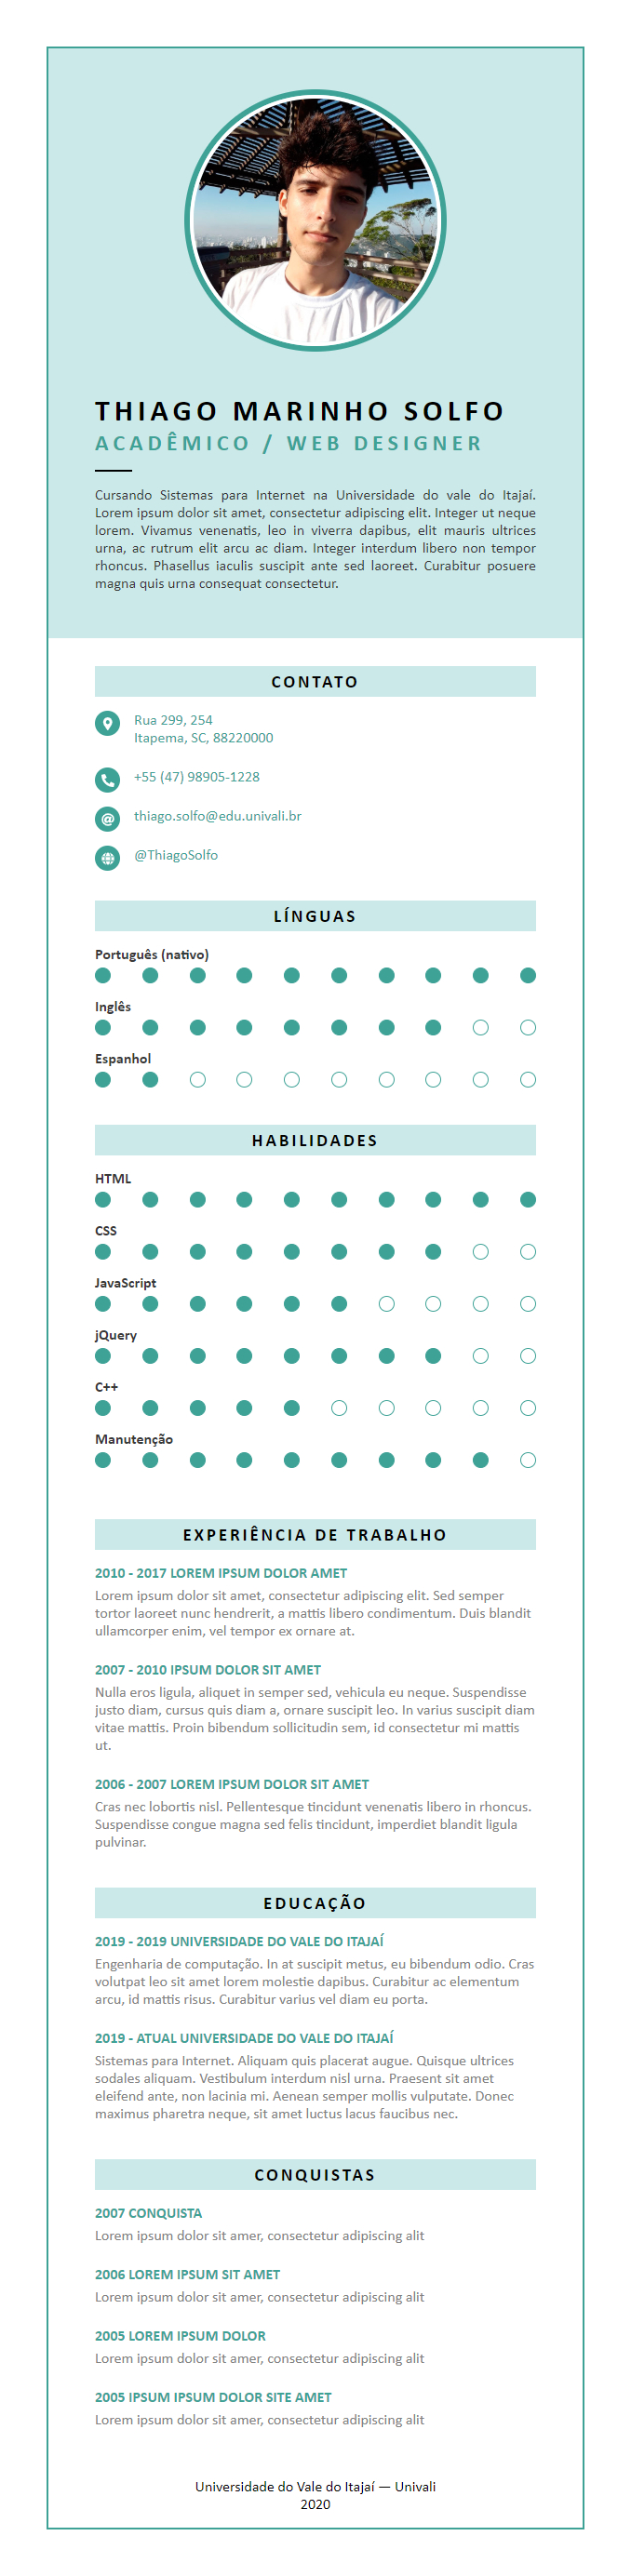 THIAGO MARINHO SOLFO
ACADÊMICO / WEB DESIGNER
Cursando Sistemas para Internet na Universidade do vale do Itajaí.
Lorem ipsum dolor sit amet, consectetur adipiscing elit. Integer ut neque
lorem. Vivamus venenatis, leo in viverra dapibus, elit mauris ultrices
urna, ac rutrum elit arcu ac diam. Integer interdum libero non tempor
rhoncus. Phasellus iaculis suscipit ante sed laoreet. Curabitur posuere
magna quis urna consequat consectetur.
CONTATO
Rua 299, 254
Itapema, SC, 88220000
+55 (47) 98905-1228
thiago.solfo@edu.univali.br
@ThiagoSolfo
LÍNGUAS
Português (nativo)
Inglês
Espanhol
HABILIDADES
HTML
CSS
JavaScript
jQuery
C++
Manutenção
EXPERIÊNCIA DE TRABALHO
2010 - 2017 LOREM IPSUM DOLOR AMET
Lorem ipsum dolor sit amet, consectetur adipiscing elit. Sed semper
tortor laoreet nunc hendrerit, a mattis libero condimentum. Duis blandit
ullamcorper enim, vel tempor ex ornare at.
2007 - 2010 IPSUM DOLOR SIT AMET
Nulla eros ligula, aliquet in semper sed, vehicula eu neque. Suspendisse
justo diam, cursus quis diam a, ornare suscipit leo. In varius suscipit diam
vitae mattis. Proin bibendum sollicitudin sem, id consectetur mi mattis
ut.
2006 - 2007 LOREM IPSUM DOLOR SIT AMET
Cras nec lobortis nisl. Pellentesque tincidunt venenatis libero in rhoncus.
Suspendisse congue magna sed felis tincidunt, imperdiet blandit ligula
pulvinar.
EDUCAÇÃO
2019 - 2019 UNIVERSIDADE DO VALE DO ITAJAÍ
Engenharia de computação. In at suscipit metus, eu bibendum odio. Cras
volutpat leo sit amet lorem molestie dapibus. Curabitur ac elementum
arcu, id mattis risus. Curabitur varius vel diam eu porta.
2019 - ATUAL UNIVERSIDADE DO VALE DO ITAJAÍ
Sistemas para Internet. Aliquam quis placerat augue. Quisque ultrices
sodales aliquam. Vestibulum interdum nisl urna. Praesent sit amet
eleifend ante, non lacinia mi. Aenean semper mollis vulputate. Donec
maximus pharetra neque, sit amet luctus lacus faucibus nec.
CONQUISTAS
2007 CONQUISTA
Lorem ipsum dolor sit amer, consectetur adipiscing alit
2006 LOREM IPSUM SIT AMET
Lorem ipsum dolor sit amer, consectetur adipiscing alit
2005 LOREM IPSUM DOLOR
Lorem ipsum dolor sit amer, consectetur adipiscing alit
2005 IPSUM IPSUM DOLOR SITE AMET
Lorem ipsum dolor sit amer, consectetur adipiscing alit
Universidade do Vale do Itajaí — Univali
2020